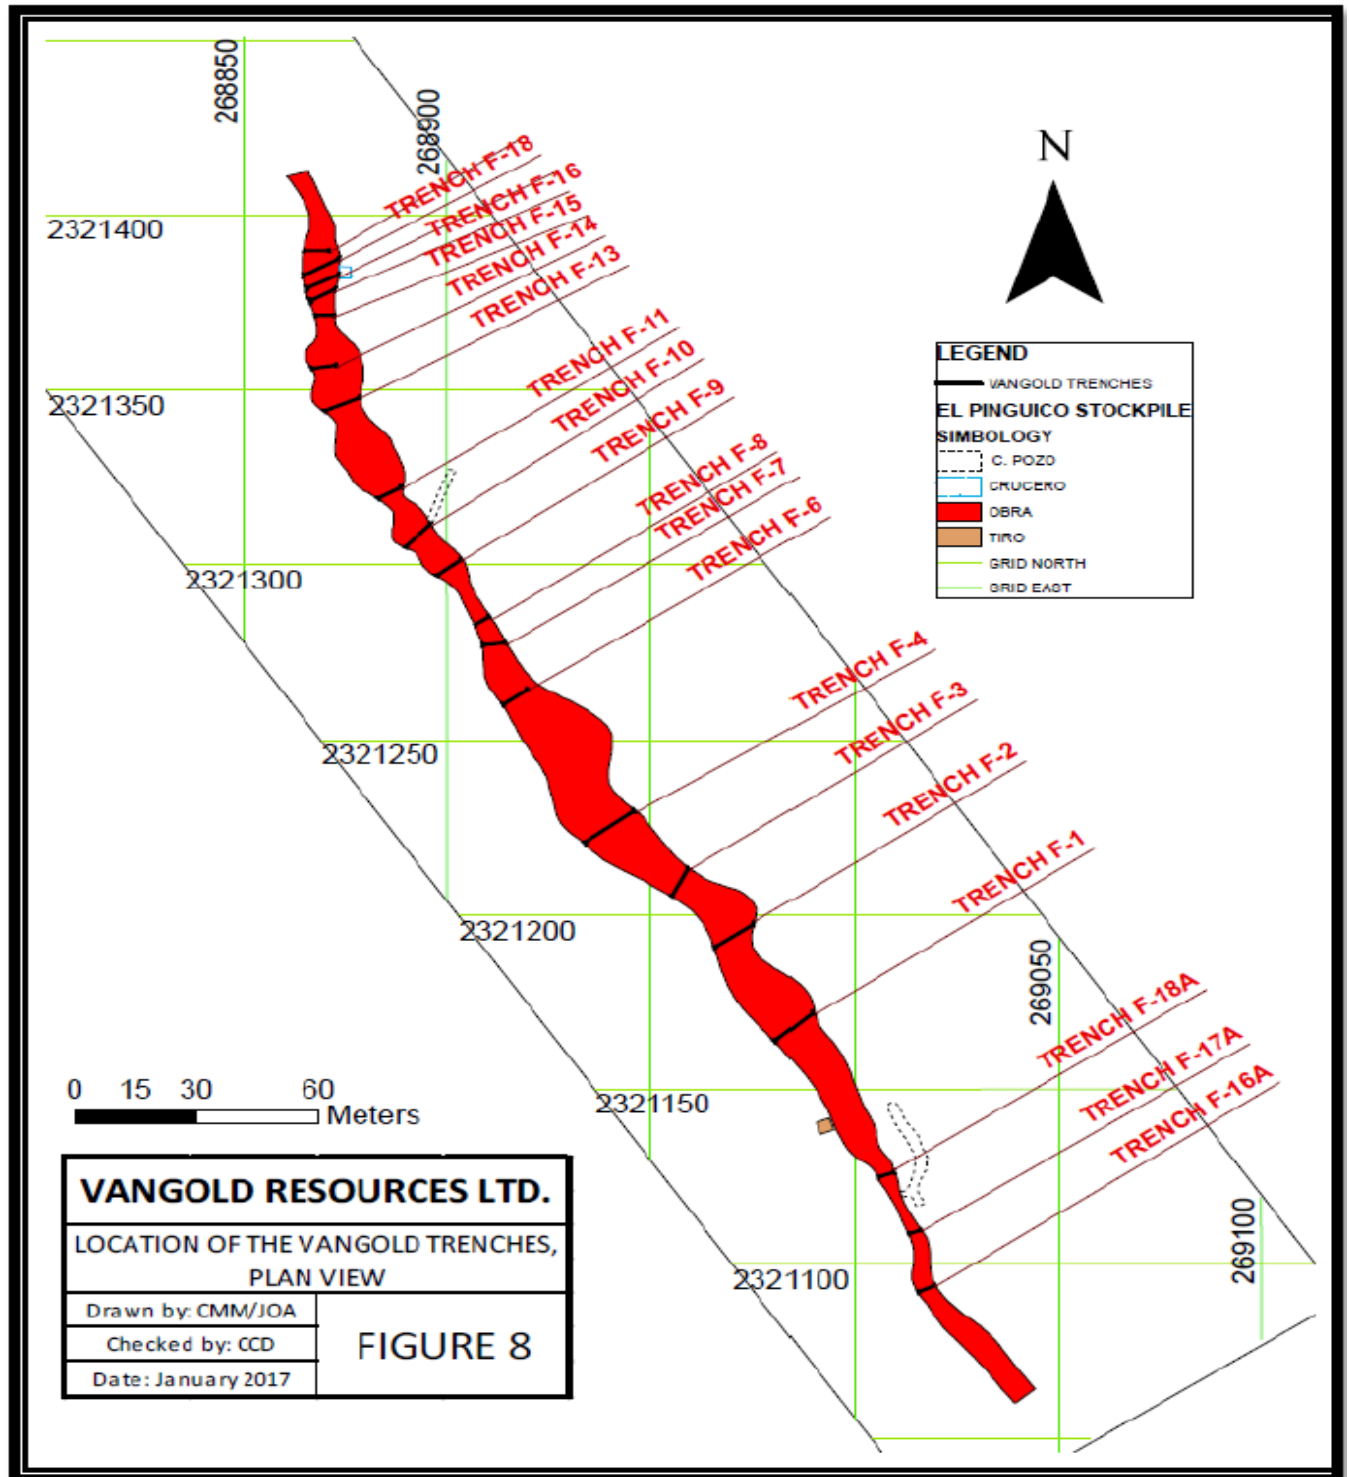 268850
268900
N
TRENCH F-18
TRENCH F-16
TRENCH F-15
TRENCH F-14
TRENCH F-13
2321400
TRENCH F-11
TRENCH F-10
TRENCH F-9
2321350
LEGEND
VANGOLD TRENCHES
EL PINGUICO STOCKPILE
SIMBOLOGY
C. POZO
CRUCERO
OBRA
TIRO
GRID NORTH
GRID EAST
TRENCH F-8
TRENCH F-7
TRENCH F-6
2321300
TRENCH F-4
TRENCH F-3
TRENCH F-2
2321250
TRENCH F-1
2321200
269050
TRENCH F-18A
TRENCH F-17A
TRENCH F-16A
2321150
0 15 30 60
Meters
269100
2321100
VANGOLD RESOURCES LTD.
LOCATION OF THE VANGOLD TRENCHES,
PLAN VIEW
Drawn by: CMM/JOA
Checked by: CCD
Date: January 2017
FIGURE 8